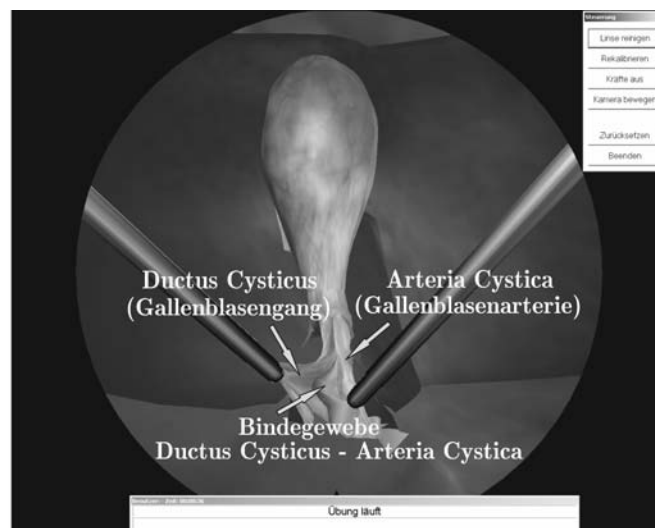 Steuerung
Linse reinigen
Rekalibrieren
Kräfte aus
Kamera bewegen
Zurücksetzen
Beenden
Ductus Cysticus
(Gallenblasengang)
Arteria Cystica
(Gallenblasenarterie)
Bindegewebe
Ductus Cysticus - Arteria Cystica
Übung läuft